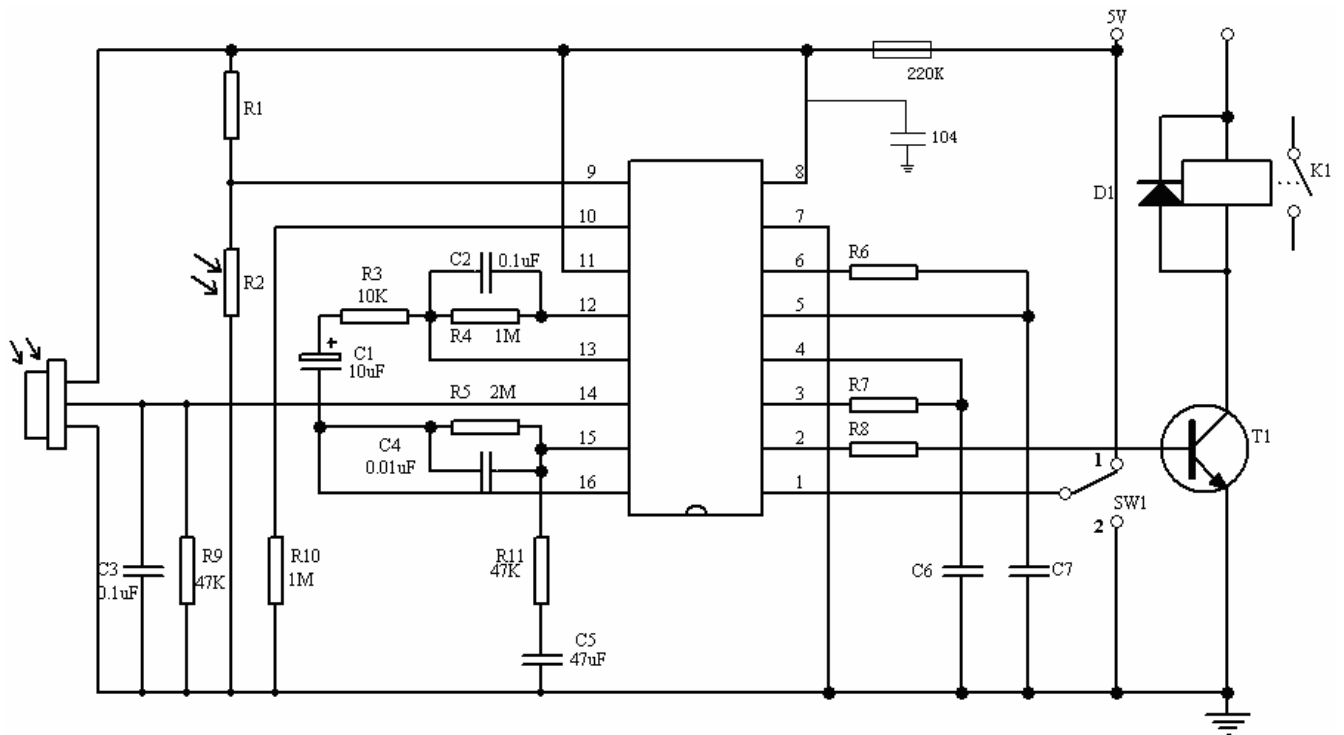 5V
220K
R1
104
9
8
K1
D1
10
7
R2
C2
0.1uF
11
6
R6
R3
10K
12
5
R4
1M
C1
+
10uF
13
4
R5
2M
R7
14
3
R8
C4
0.01uF
15
2
T1
1
16
1
SW1
2
R9
47K
R10
1M
R11
47K
C3
0.1uF
C6
C7
C5
47uF